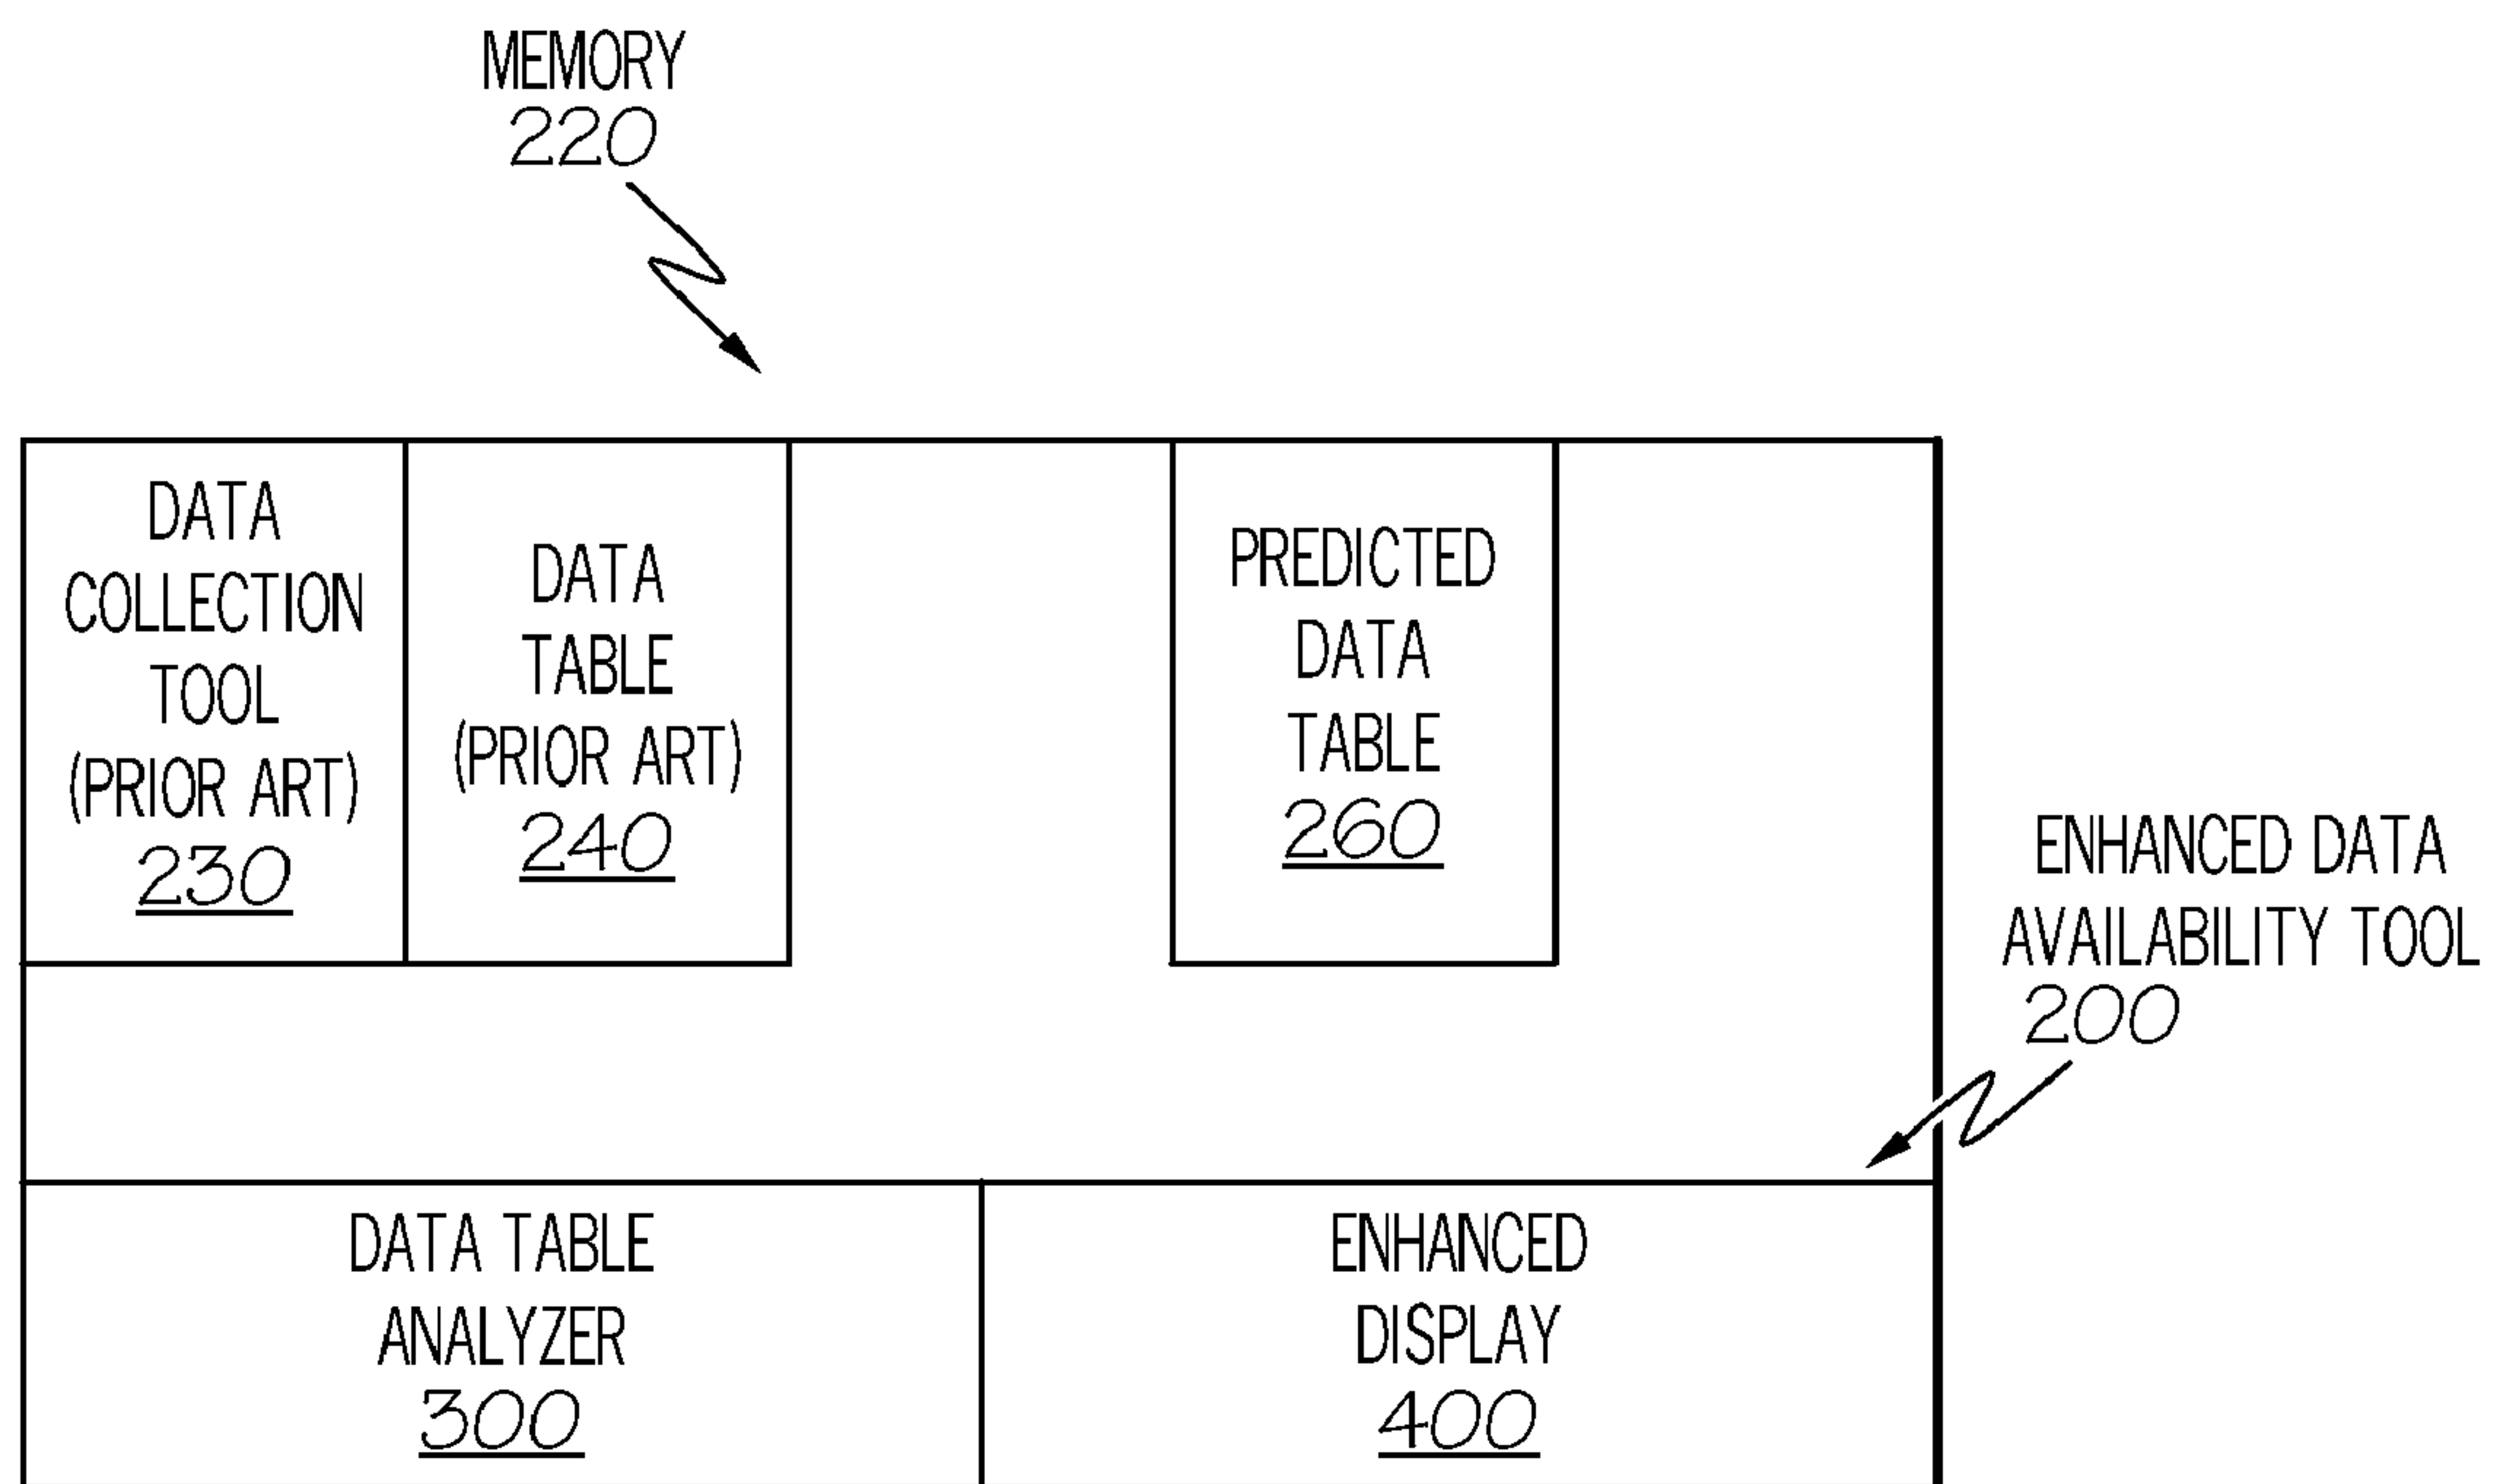 MEMORY
220
DATA
COLLECTION
TOOL
(PRIOR ART)
230
DATA
TABLE
(PRIOR ART)
240
PREDICTED
DATA
TABLE
260
ENHANCED DATA
AVAILABILITY TOOL
200
DATA TABLE
ANALYZER
300
ENHANCED
DISPLAY
400